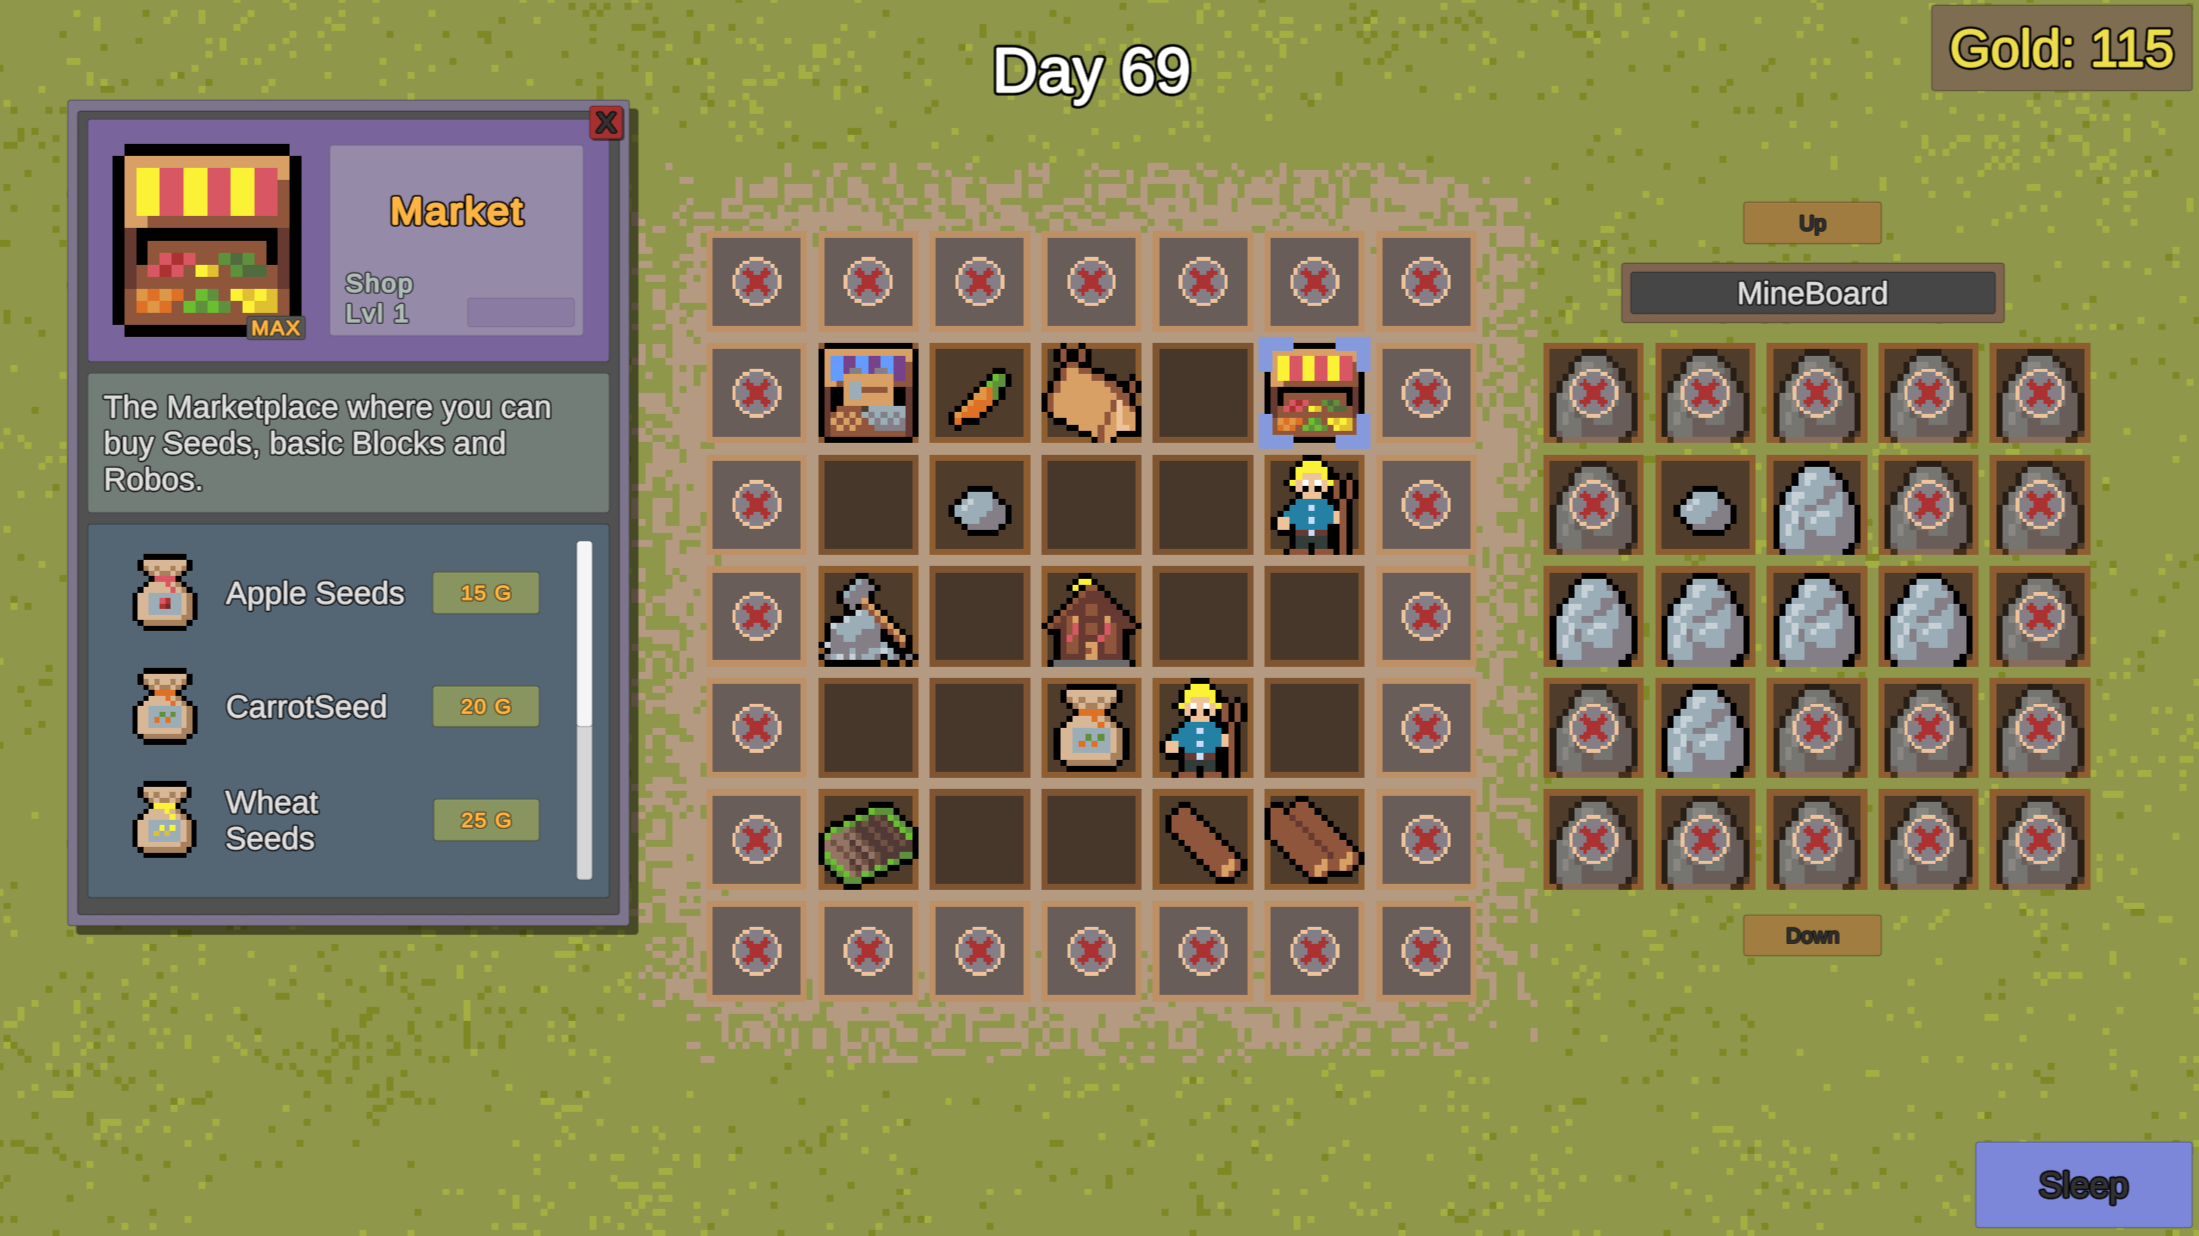 Day 69
Gold: 115
X
Market
Shop
Lvl 1
MAX
The Marketplace where you can
buy Seeds, basic Blocks and
Robos.
Apple Seeds 15 G
CarrotSeed 20 G
Wheat
Seeds
25 G
Up
MineBoard
Down
Sleep